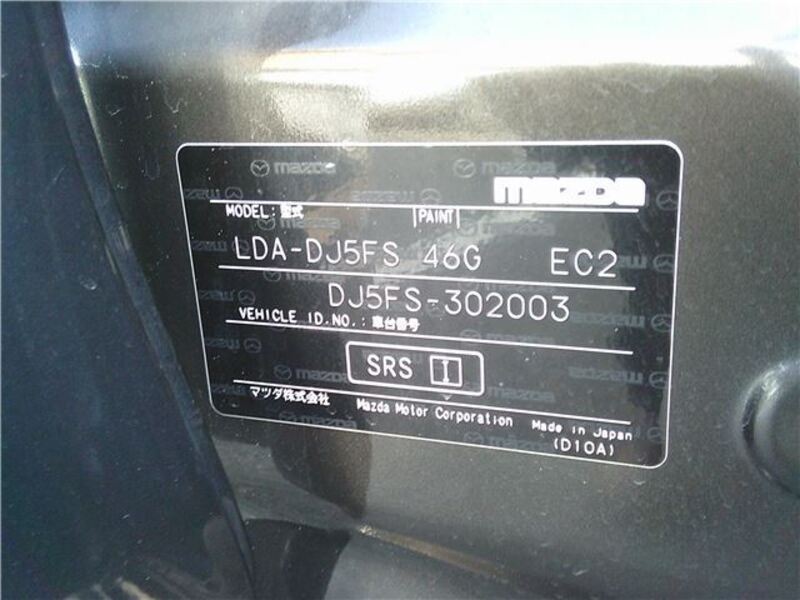 mazda
MODEL: 型式 PAINT
LDA-DJ5FS 46G EC2
DJ5FS-302003
VEHICLE ID.NO.: 車台番号
SRS I
マツダ株式会社 Mazda Motor Corporation Made in Japan
(D10A)